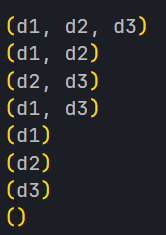 (d1, d2, d3)
(d1, d2)
(d2, d3)
(d1, d3)
(d1)
(d2)
(d3)
()